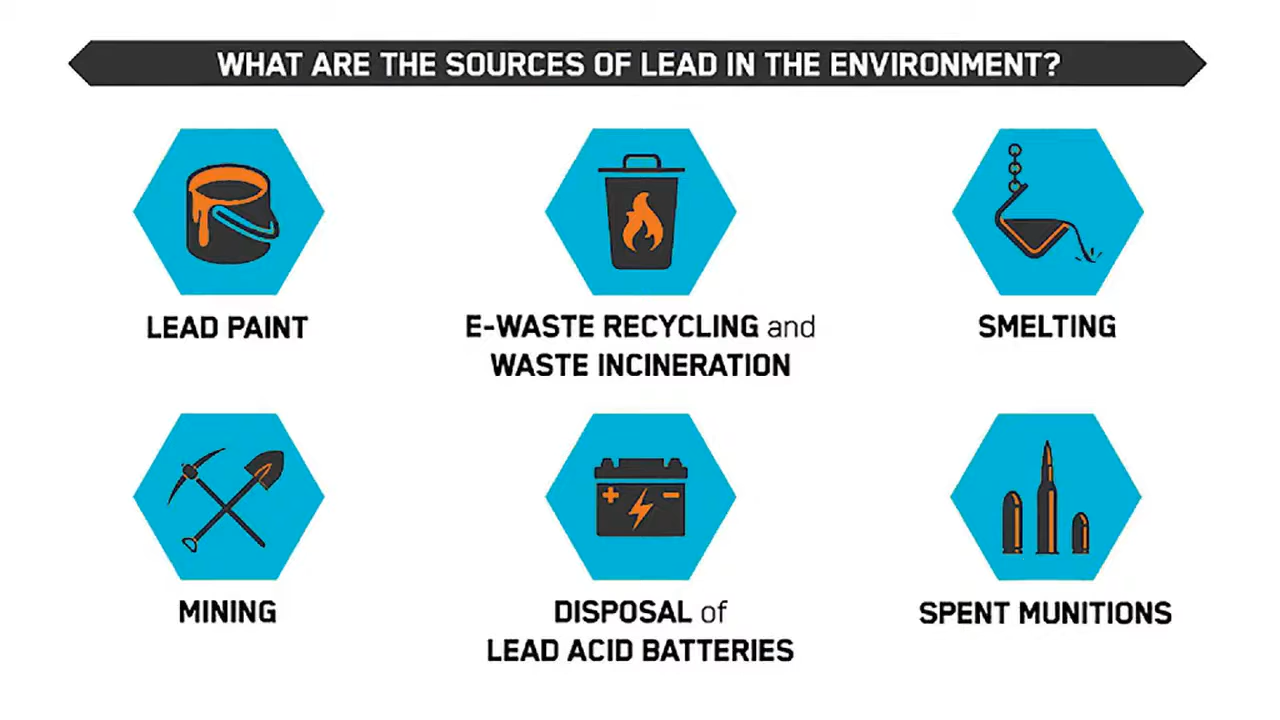 WHAT ARE THE SOURCES OF LEAD IN THE ENVIRONMENT?
LEAD PAINT
E-WASTE RECYCLING and
WASTE INCINERATION
SMELTING
MINING
DISPOSAL of
LEAD ACID BATTERIES
SPENT MUNITIONS